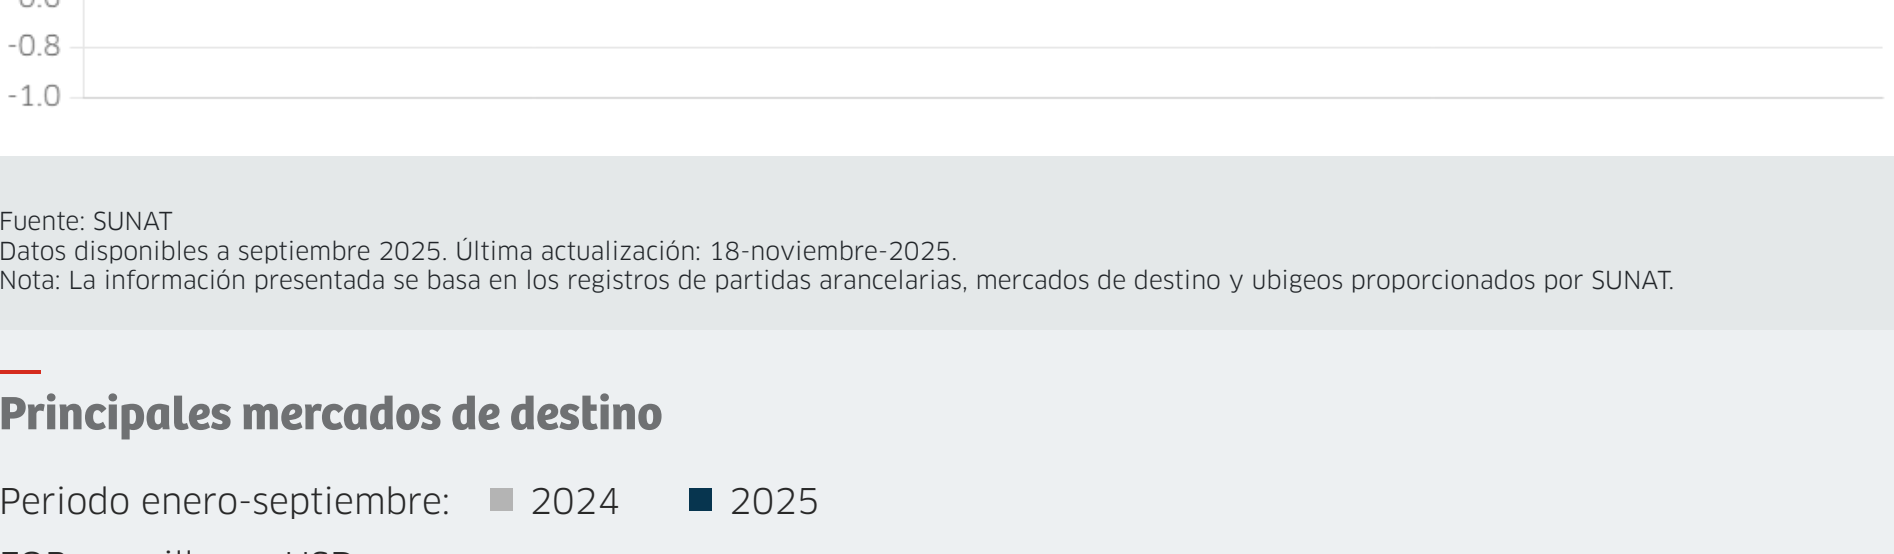 -0.8
-1.0
Fuente: SUNAT
Datos disponibles a septiembre 2025. Última actualización: 18-noviembre-2025.
Nota: La información presentada se basa en los registros de partidas arancelarias, mercados de destino y ubigeos proporcionados por SUNAT.
Principales mercados de destino
Periodo enero-septiembre: 2024 2025